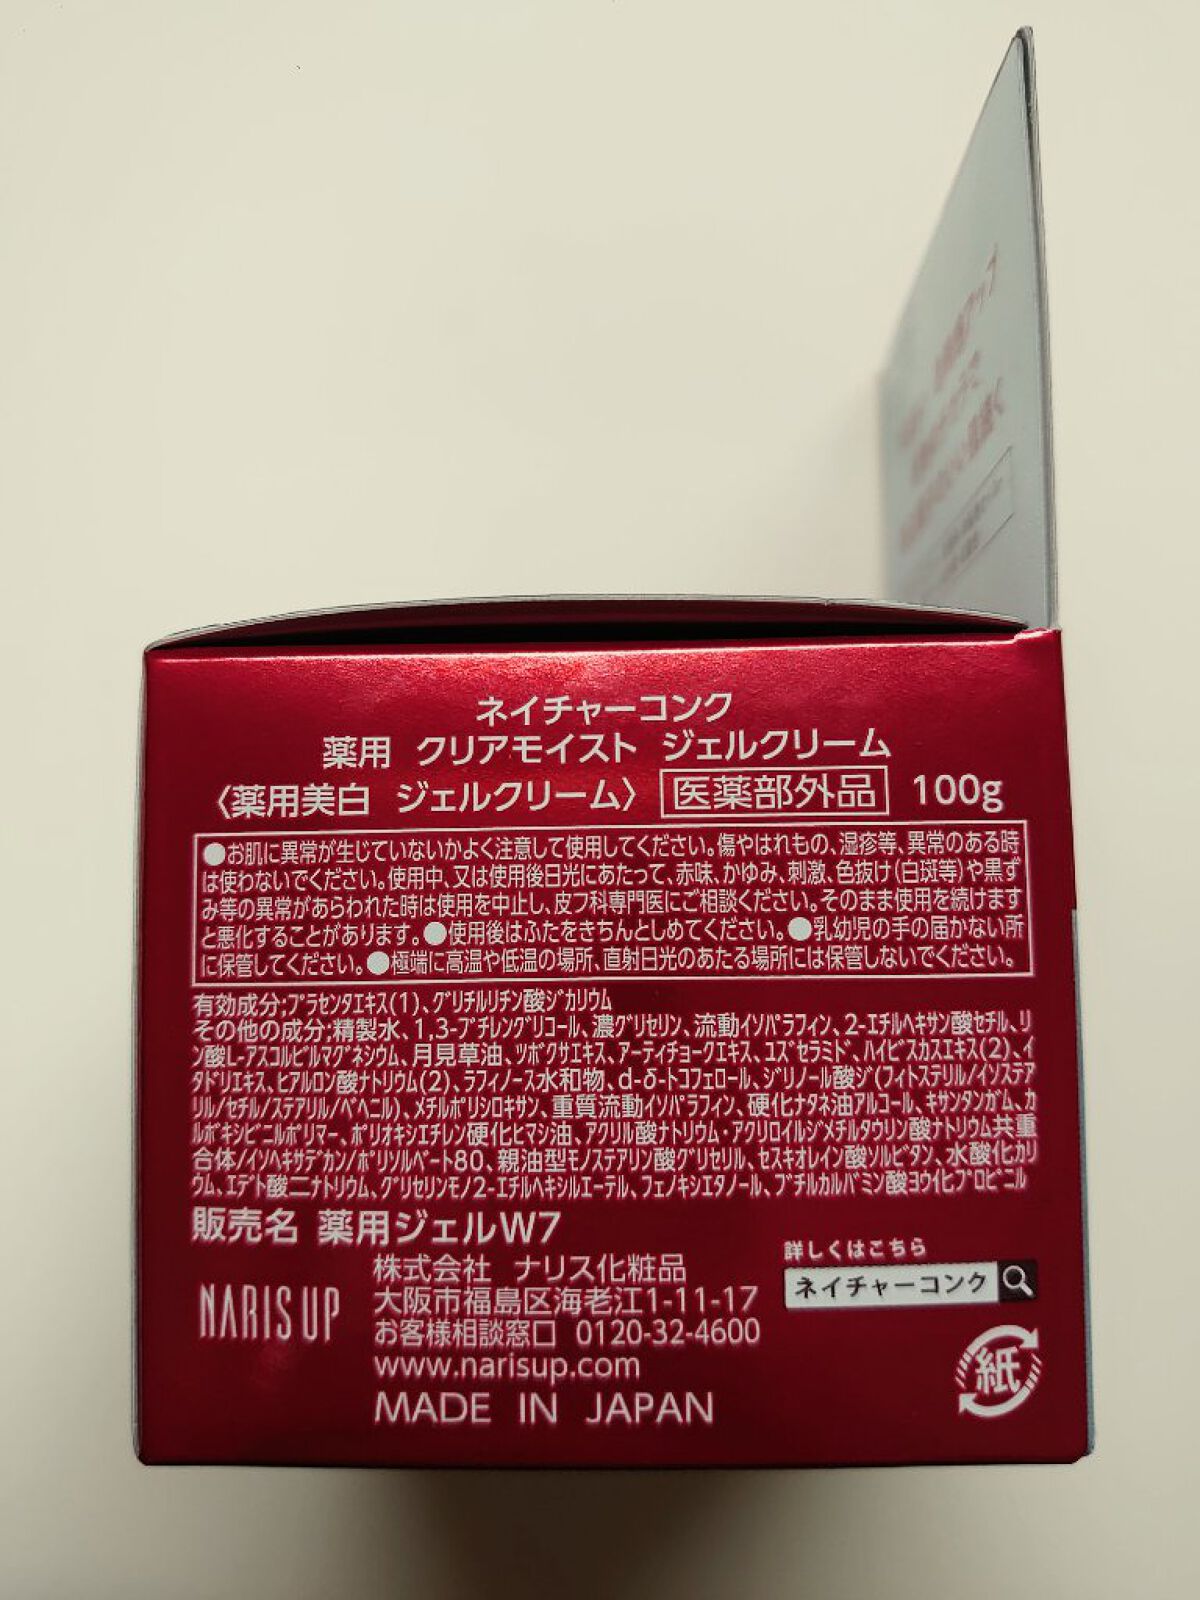 ネイチャーコンク
薬用 クリアモイスト ジェルクリーム
〈薬用美白 ジェルクリーム〉 医薬部外品 100g
●お肌に異常が生じていないかよく注意して使用してください。傷やはれもの、湿疹等、異常のある時
は使わないでください。使用中、又は使用後日光にあたって、赤味、かゆみ、刺激、色抜け(白斑等)や黒ず
み等の異常があらわれた時は使用を中止し、皮フ科専門医にご相談ください。そのまま使用を続けます
と悪化することがあります。●使用後はふたをきちんとしめてください。●乳幼児の手の届かない所
に保管してください。●極端に高温や低温の場所、直射日光のあたる場所には保管しないでください。
有効成分;プラセンタエキス(1)、グリチルリチン酸ジカリウム
その他の成分;精製水、1,3-ブチレングリコール、濃グリセリン、流動イソパラフィン、2-エチルヘキサン酸セチル、リ
ン酸L-アスコルビルマグネシウム、月見草油、ツボクサエキス、アーティチョークエキス、ユズセラミド、ハイビスカスエキス(2)、イ
タドリエキス、ヒアルロン酸ナトリウム(2)、ラフィノース水和物、d-δ-トコフェロール、ジリノール酸ジ(フィトステリル/イソステア
リル/セチル/ステアリル/ベヘニル)、メチルポリシロキサン、重質流動イソパラフィン、硬化ナタネ油アルコール、キサンタンガム、カ
ルボキシビニルポリマー、ポリオキシエチレン硬化ヒマシ油、アクリル酸ナトリウム・アクリロイルジメチルタウリン酸ナトリウム共重
合体/イソヘキサデカン/ポリソルベート80、親油型モノステアリン酸グリセリル、セスキオレイン酸ソルビタン、水酸化カリ
ウム、エデト酸二ナトリウム、グリセリンモノ2-エチルヘキシルエーテル、フェノキシエタノール、ブチルカルバミン酸ヨウ化プロピニル
販売名 薬用ジェルW7
NARIS UP
株式会社 ナリス化粧品
大阪市福島区海老江1-11-17
お客様相談窓口 0120-32-4600
www.narisup.com
MADE IN JAPAN
詳しくはこちら
ネイチャーコンク
紙